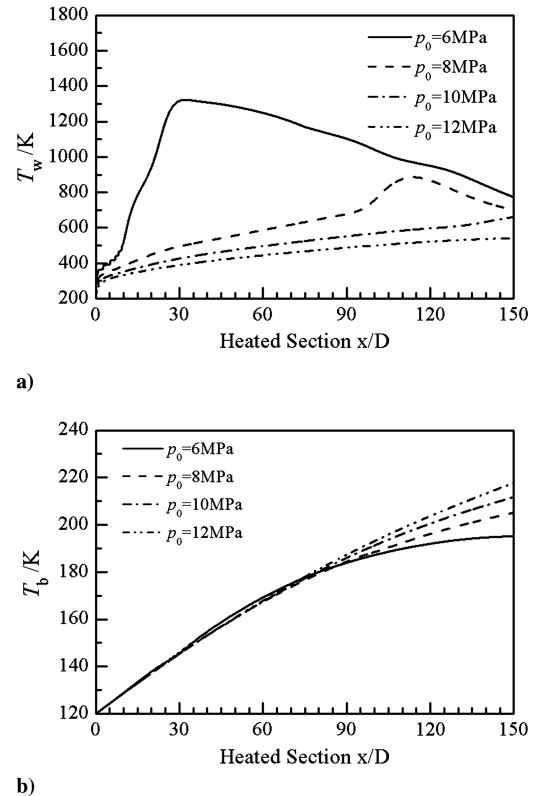 1800
1600
1400
1200
1000
800
600
400
200
T_w /K
p_0=6MPa
p_0=8MPa
p_0=10MPa
p_0=12MPa
0 30 60 90 120 150
Heated Section x/D
a)
240
220
200
180
160
140
120
T_b /K
p_0=6MPa
p_0=8MPa
p_0=10MPa
p_0=12MPa
0 30 60 90 120 150
Heated Section x/D
b)